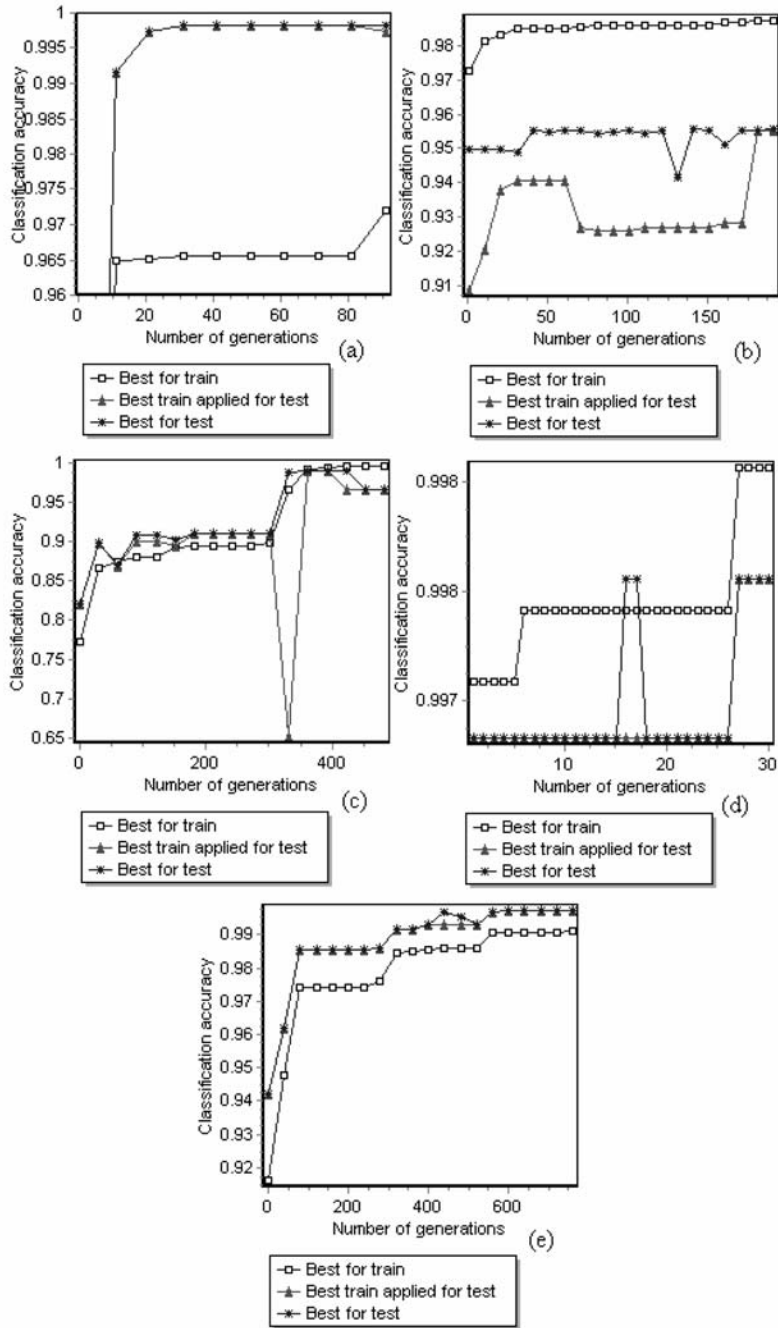 Classification accuracy
1
0.995
0.99
0.985
0.98
0.975
0.97
0.965
0.96
0 20 40 60 80
Number of generations
(a)
Best for train
Best train applied for test
Best for test
Classification accuracy
0.98
0.97
0.96
0.95
0.94
0.93
0.92
0.91
0 50 100 150
Number of generations
(b)
Best for train
Best train applied for test
Best for test
Classification accuracy
1
0.95
0.9
0.85
0.8
0.75
0.7
0.65
0 200 400
Number of generations
(c)
Best for train
Best train applied for test
Best for test
Classification accuracy
0.998
0.998
0.997
10 20 30
Number of generations
(d)
Best for train
Best train applied for test
Best for test
Classification accuracy
0.99
0.98
0.97
0.96
0.95
0.94
0.93
0.92
0 200 400 600
Number of generations
(e)
Best for train
Best train applied for test
Best for test